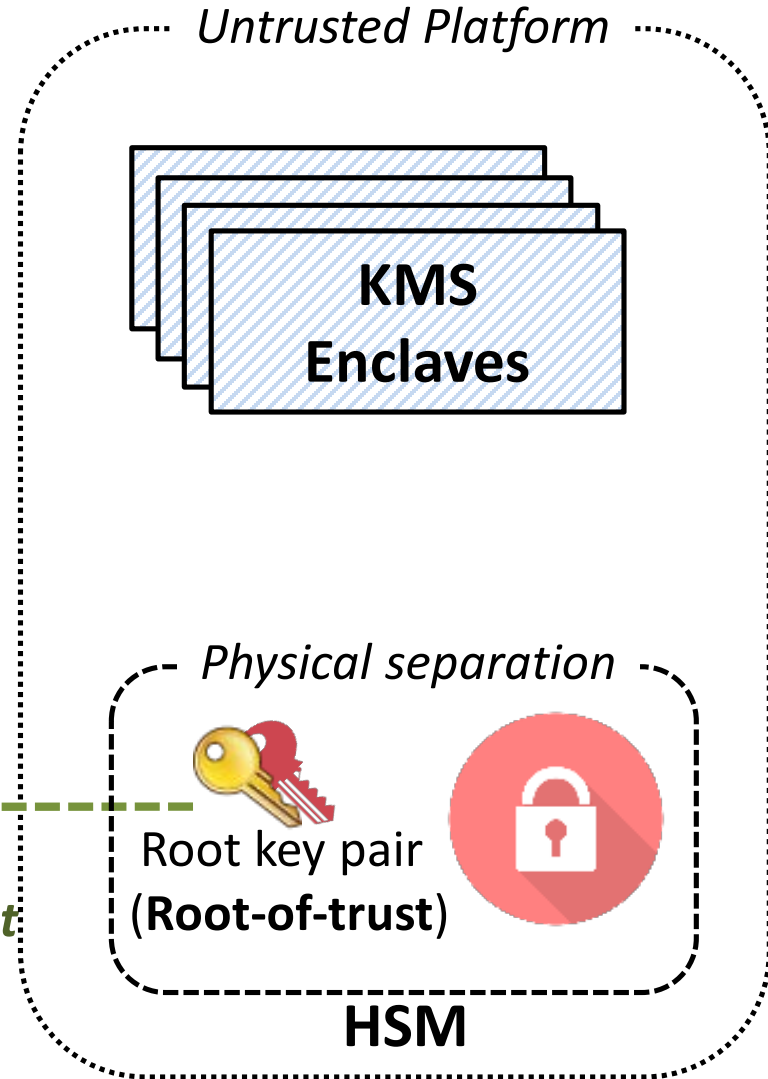 Untrusted Platform
KMS
Enclaves
Physical separation
Root key pair
(Root-of-trust)
t
HSM